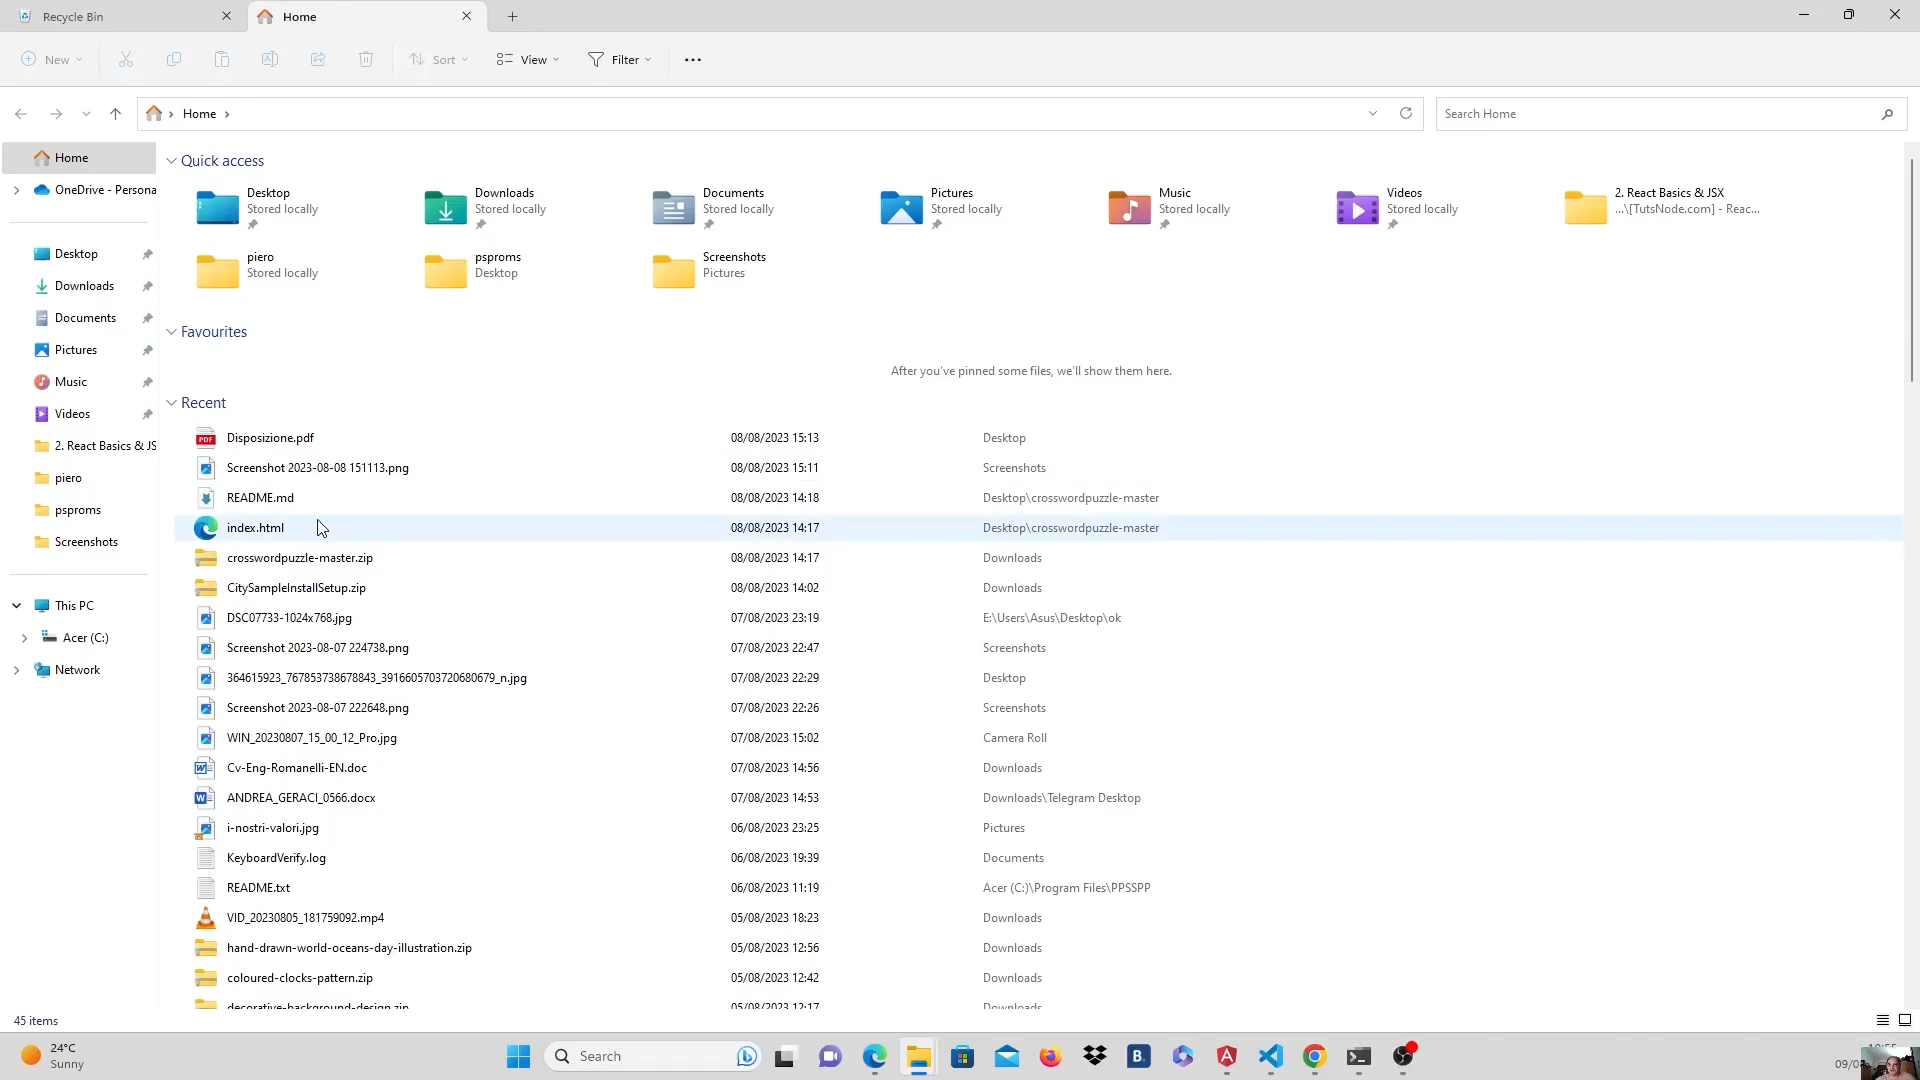 Recycle Bin
Home
New
Sort
View
Filter
Home
Search Home
Home
OneDrive - Persona
Desktop
Downloads
Documents
Pictures
Music
Videos
2. React Basics & JS
piero
psproms
Screenshots
This PC
Acer (C:)
Network
Quick access
Desktop
Stored locally
Downloads
Stored locally
Documents
Stored locally
Pictures
Stored locally
Music
Stored locally
Videos
Stored locally
2. React Basics & JSX
...\[TutsNode.com] - Reac...
piero
Stored locally
psproms
Desktop
Screenshots
Pictures
Favourites
After you've pinned some files, we'll show them here.
Recent
Disposizione.pdf 08/08/2023 15:13 Desktop
Screenshot 2023-08-08 151113.png 08/08/2023 15:11 Screenshots
README.md 08/08/2023 14:18 Desktop\crosswordpuzzle-master
index.html 08/08/2023 14:17 Desktop\crosswordpuzzle-master
crosswordpuzzle-master.zip 08/08/2023 14:17 Downloads
CitySampleInstallSetup.zip 08/08/2023 14:02 Downloads
DSC07733-1024x768.jpg 07/08/2023 23:19 E:\Users\Asus\Desktop\ok
Screenshot 2023-08-07 224738.png 07/08/2023 22:47 Screenshots
364615923_767853738678843_3916605703720680679_n.jpg 07/08/2023 22:29 Desktop
Screenshot 2023-08-07 222648.png 07/08/2023 22:26 Screenshots
WIN_20230807_15_00_12_Pro.jpg 07/08/2023 15:02 Camera Roll
Cv-Eng-Romanelli-EN.doc 07/08/2023 14:56 Downloads
ANDREA_GERACI_0566.docx 07/08/2023 14:53 Downloads\Telegram Desktop
i-nostri-valori.jpg 06/08/2023 23:25 Pictures
KeyboardVerify.log 06/08/2023 19:39 Documents
README.txt 06/08/2023 11:19 Acer (C:)\Program Files\PPSSPP
VID_20230805_181759092.mp4 05/08/2023 18:23 Downloads
hand-drawn-world-oceans-day-illustration.zip 05/08/2023 12:56 Downloads
coloured-clocks-pattern.zip 05/08/2023 12:42 Downloads
decorative-background-design.zip 05/08/2023 12:17 Downloads
45 items
24°C
Sunny
Search
09/0